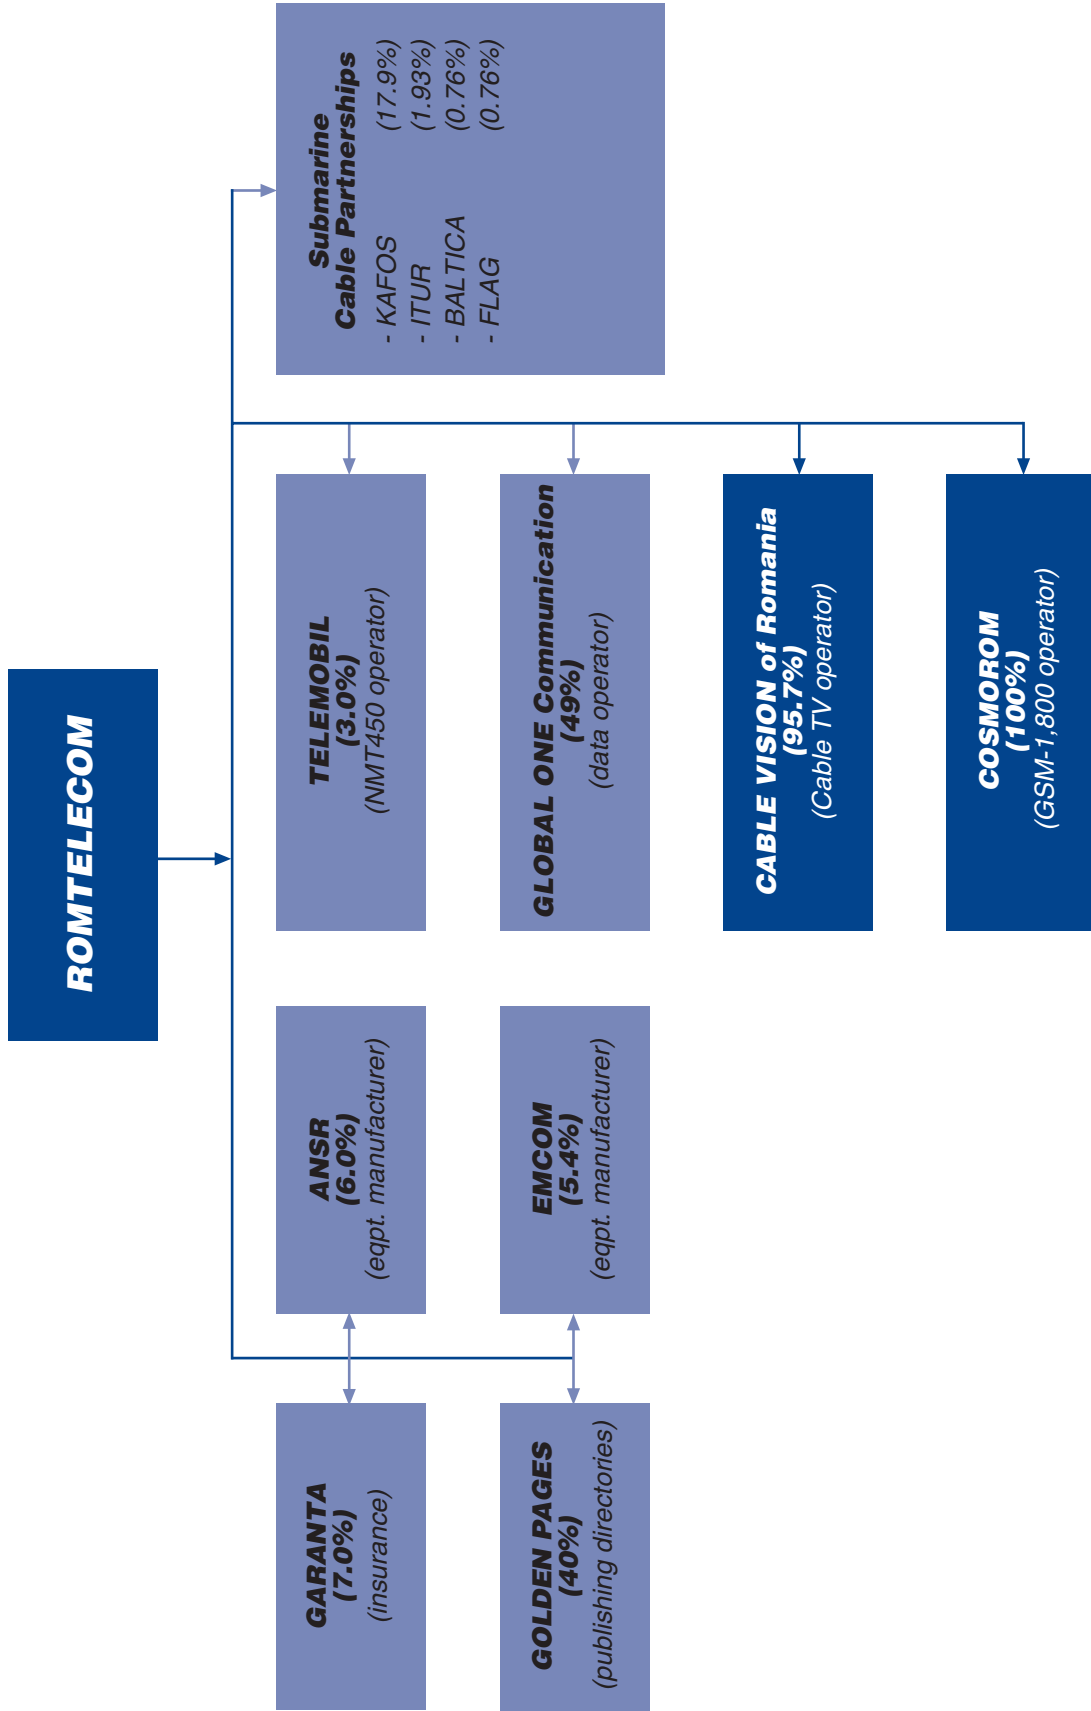 ROMTELECOM
GARANTA
(7.0%)
(insurance)
ANSR
(6.0%)
(eqpt. manufacturer)
TELEMOBIL
(3.0%)
(NMT450 operator)
Submarine
Cable Partnerships
- KAFOS (17.9%)
- ITUR (1.93%)
- BALTICA (0.76%)
- FLAG (0.76%)
GOLDEN PAGES
(40%)
(publishing directories)
EMCOM
(5.4%)
(eqpt. manufacturer)
GLOBAL ONE Communication
(49%)
(data operator)
CABLE VISION of Romania
(95.7%)
(Cable TV operator)
COSMOROM
(100%)
(GSM-1,800 operator)